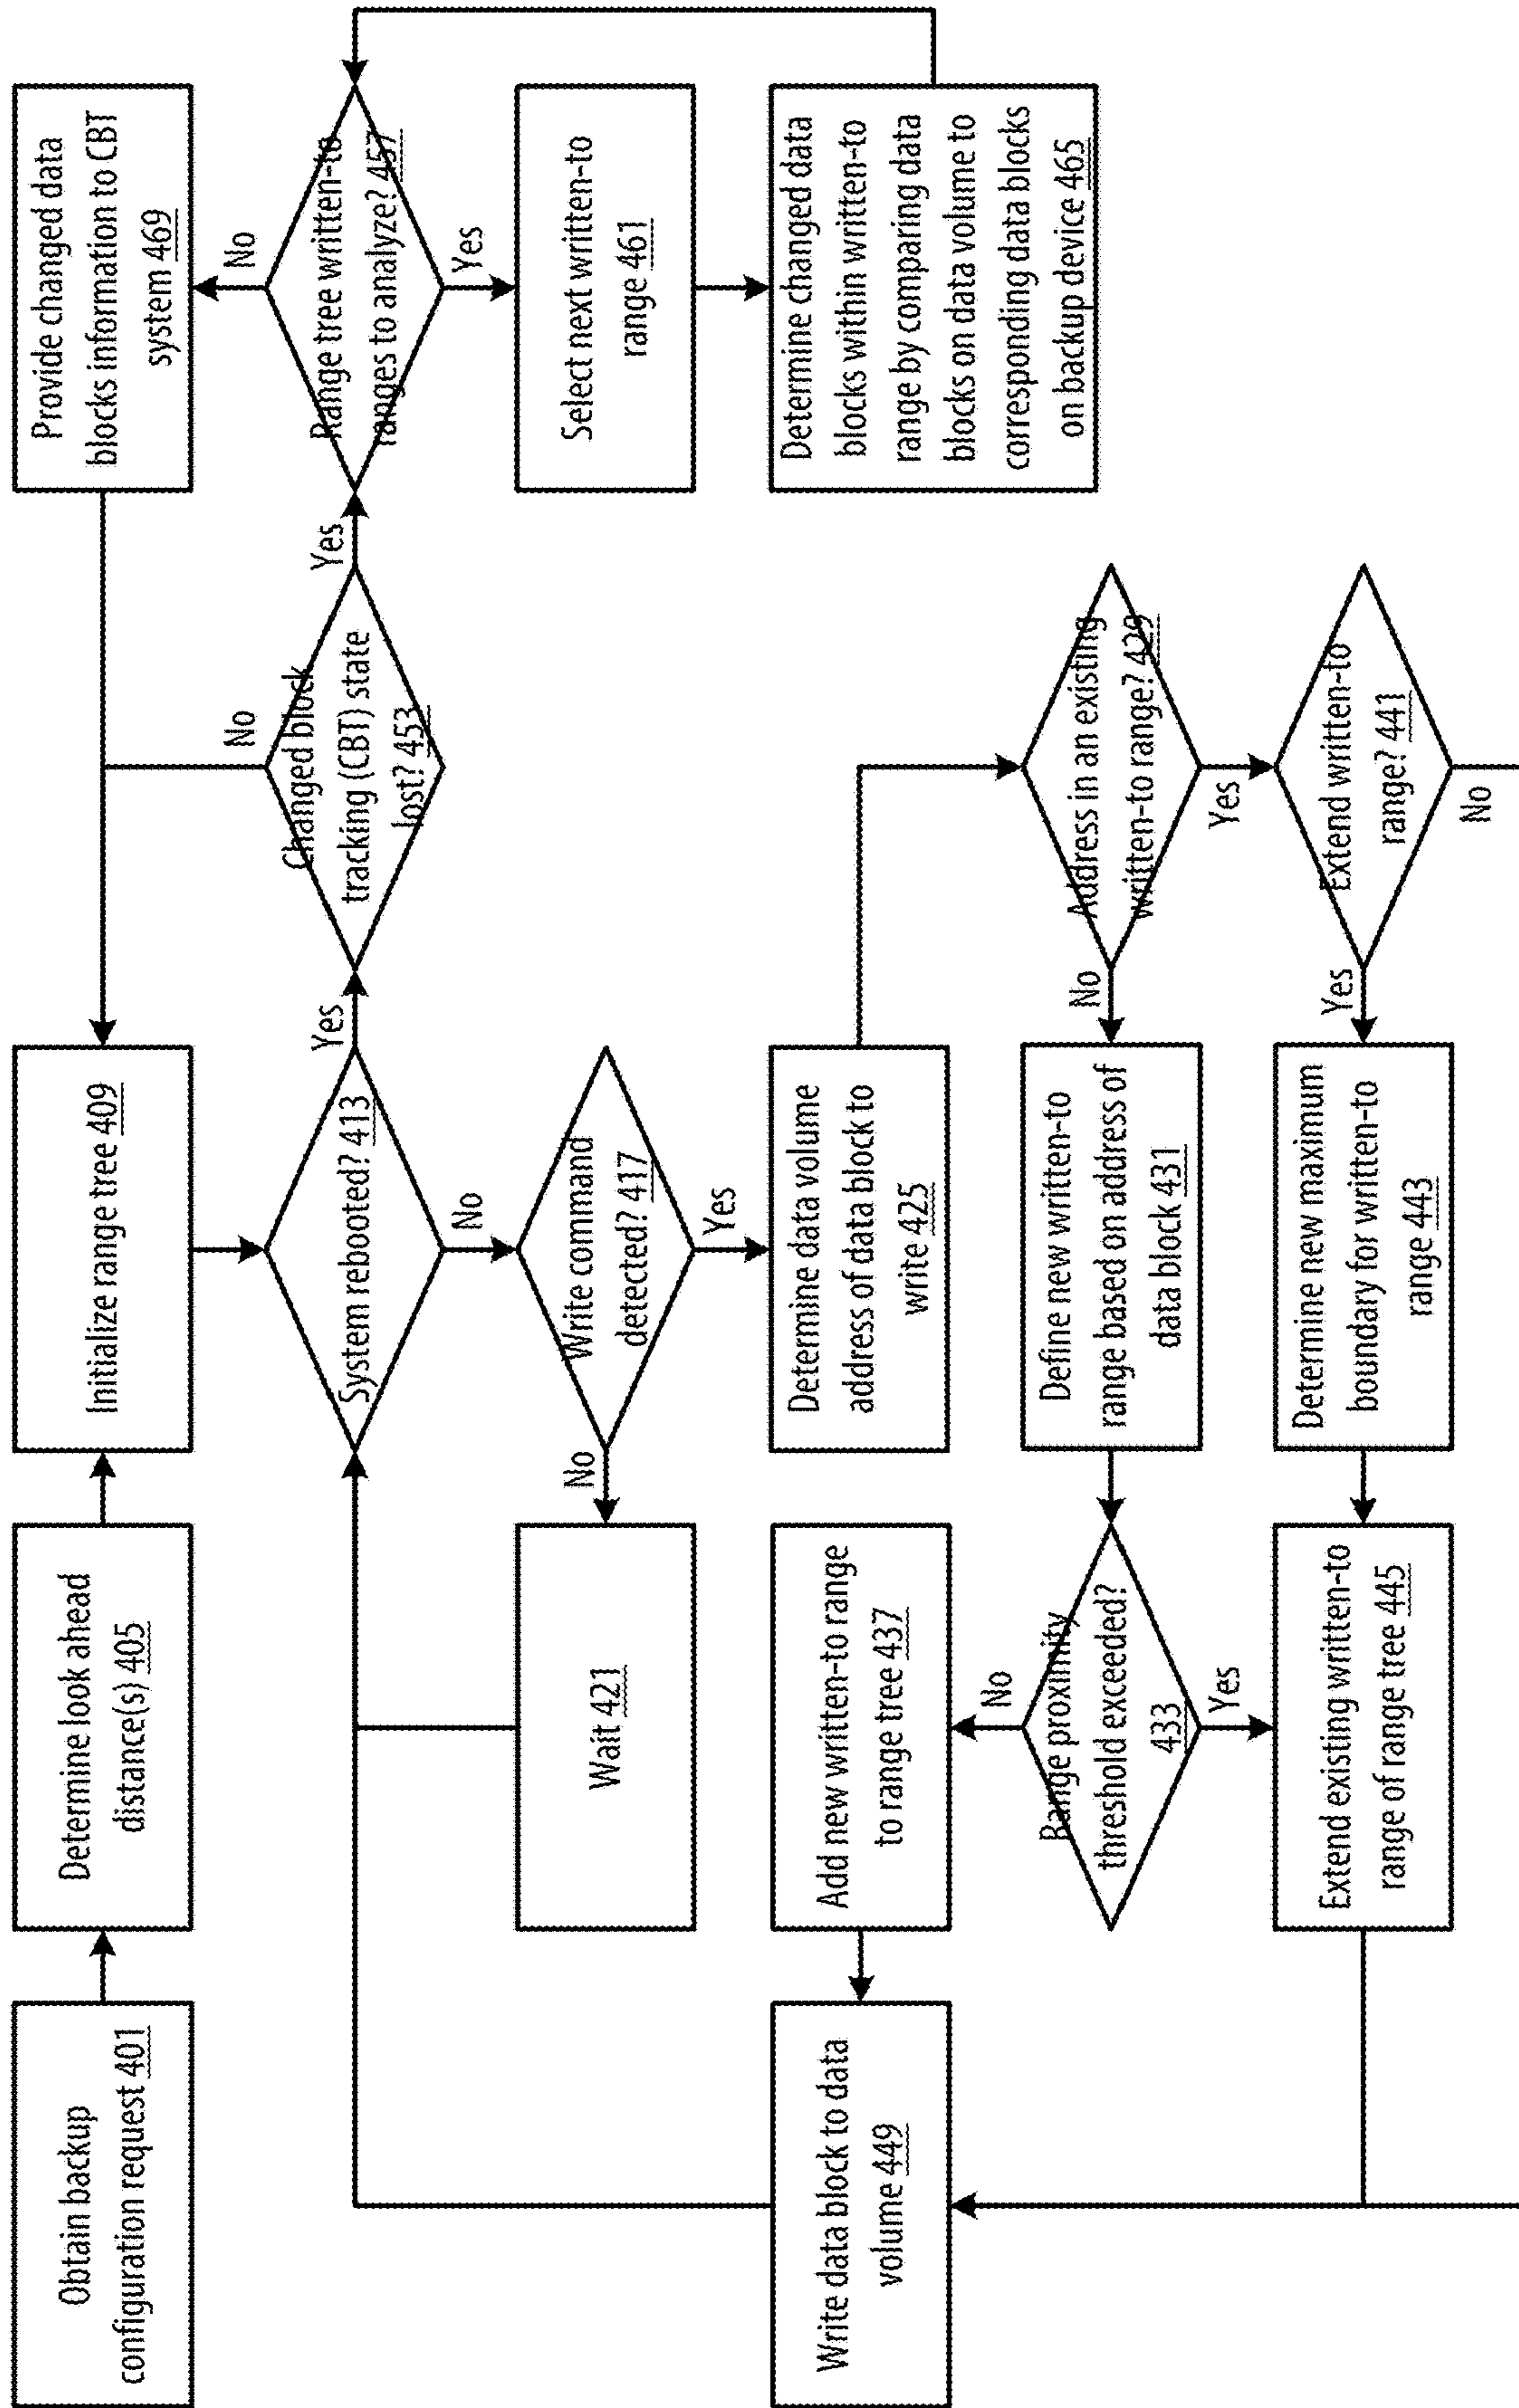 Obtain backup
configuration request 401
Determine look ahead
distance(s) 405
Initialize range tree 409
Provide changed data
blocks information to CBT
system 469
No
No
System rebooted? 413
Yes
Changed block
tracking (CBT) state
lost? 453
Yes
Range tree written-to
ranges to analyze? 457
No
Yes
Wait 421
No
Write command
detected? 417
Select next written-to
range 461
Yes
Write data block to data
volume 449
Add new written-to range
to range tree 437
Determine data volume
address of data block to
write 425
Determine changed data
blocks within written-to
range by comparing data
blocks on data volume to
corresponding data blocks
on backup device 465
No
Range proximity
threshold exceeded?
433
Define new written-to
range based on address of
data block 431
No
Address in an existing
written-to range? 429
Yes
Yes
Extend existing written-to
range of range tree 445
Determine new maximum
boundary for written-to
range 443
Yes
Extend written-to
range? 441
No